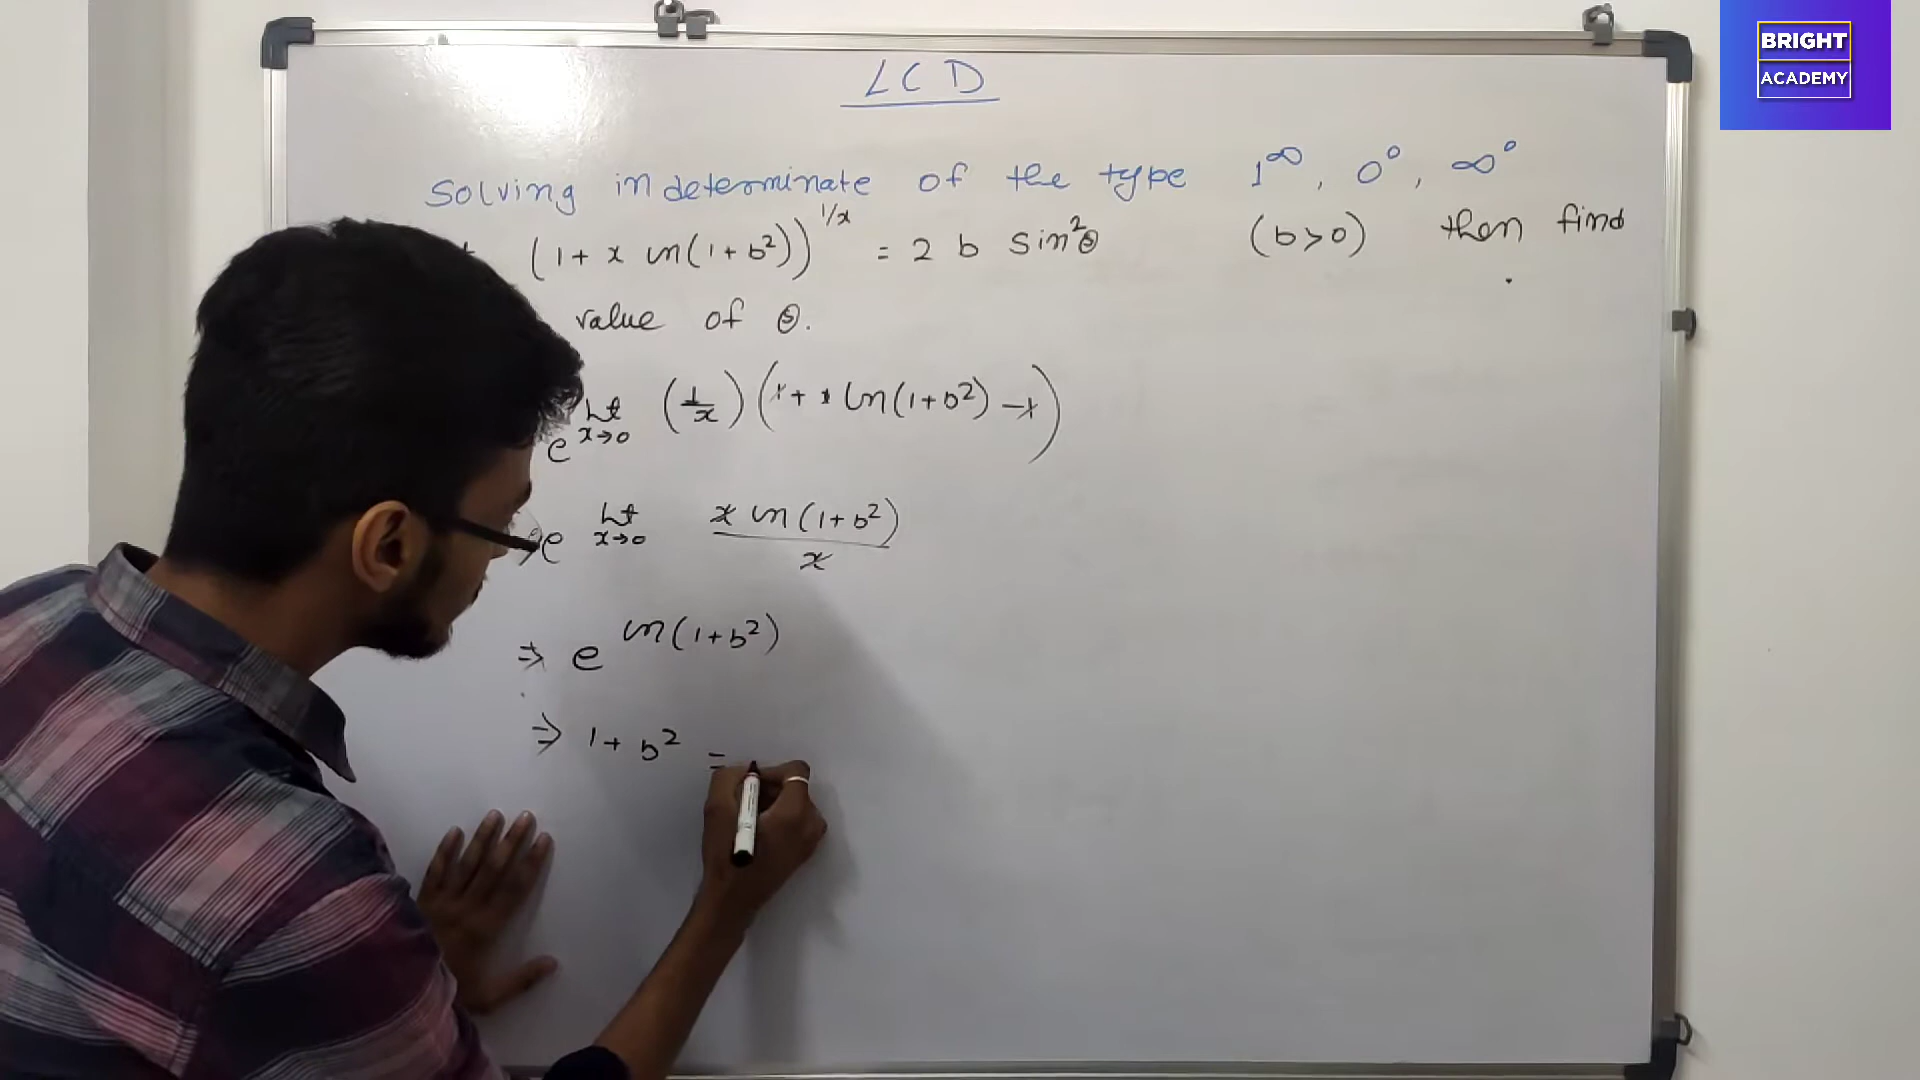 BRIGHT
ACADEMY
LCD
Solving indeterminate of the type 1^∞, 0^0, ∞^0
(1 + x ln(1+b²))^{1/x} = 2 b sin²θ (b>0) then find
value of θ.
e^{Lt x→0 (1/x)(1 + x ln(1+b²) - 1)}
e^{Lt x→0 x ln(1+b²)/x}
⇒ e^{ln(1+b²)}
⇒ 1 + b² =